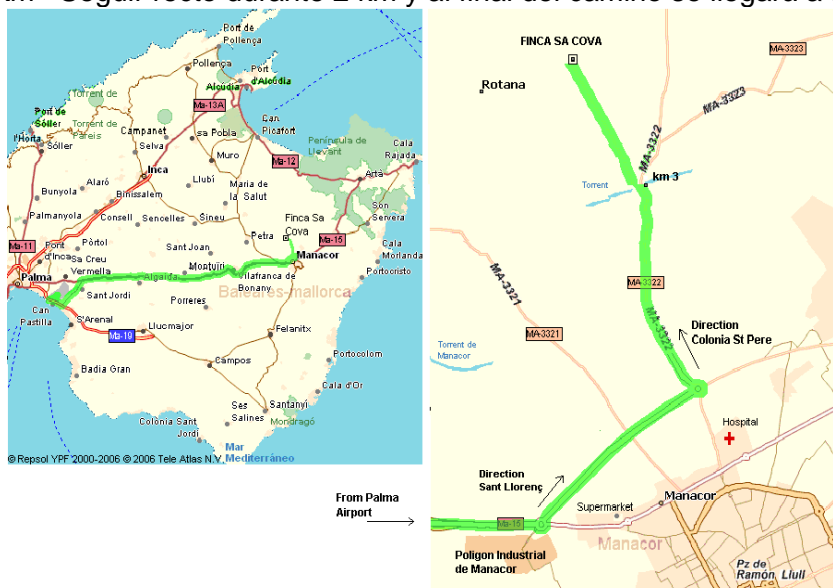 km - Seguir recto durante 2 km y al final del camino se llegará a
Port de
Pollença
Pollença
Port
d'Alcúdia
Alcúdia
Torrent de
Ma-13A
Port de
Sóller
Torrent de
Pareis
l'Horta
Sóller
Campanet
Selva
sa Pobla
Can
Picafort
Península de
Llevant
Cala
Rajada
Muro
Ma-12
Inca
Artà
Alaró
Llubí
Bunyola
Binissalem
Maria de
la Salut
Son
Servera
Palmanyola
Consell
Sencelles
Sineu
Finca Sa
Cova
Ma-11
Pont
d'Inca
Pòrtol
Sa Creu
Vermella
Sant Joan
Petra
Ma-15
Cala
Morlanda
Manacor
Palma
Algaida
Montuïri
Vilafranca de
Bonany
Portocristo
Sant Jordi
Porreres
Baleares-mallorca
Can
Pastilla
S'Arenal
Llucmajor
Felanitx
Ma-19
Badia Gran
Campos
Portocolom
Cala d'Or
Ses
Salines
Santanyí
Mondragó
Colònia Sant
Jordi
Mar
Mediterráneo
© Repsol YPF 2000-2006 © 2006 Tele Atlas N.V.
From Palma
Airport
FINCA SA COVA
MA-3323
Rotana
MA-3323
MA-3322
Torrent
km 3
MA-3321
MA-3322
MA-3322
MA-3321
Direction
Colonia St Pere
Torrent de
Manacor
Hospital
Direction
Sant Llorenç
Supermarket
Manacor
Ma-15
Manacor
Poligon Industrial
de Manacor
Pz de
Ramón Llull